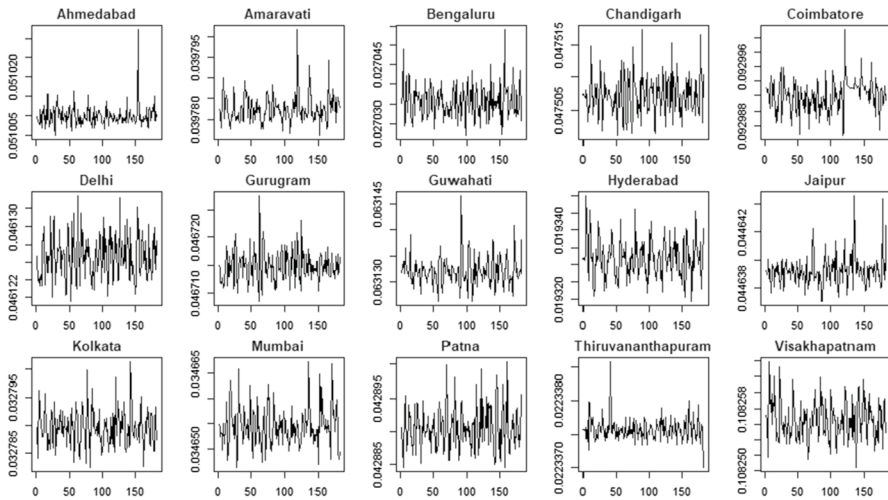 Ahmedabad Amaravati Bengaluru Chandigarh Coimbatore
0.051005 0.051020 0.039780 0.039795 0.027030 0.027045 0.047505 0.047515 0.092988 0.092996
0 50 100 150 0 50 100 150 0 50 100 150 0 50 100 150 0 50 100 150
Delhi Gurugram Guwahati Hyderabad Jaipur
0.046122 0.046130 0.046710 0.046720 0.063130 0.063145 0.019320 0.019340 0.044638 0.044642
0 50 100 150 0 50 100 150 0 50 100 150 0 50 100 150 0 50 100 150
Kolkata Mumbai Patna Thiruvananthapuram Visakhapatnam
0.032785 0.032795 0.034650 0.034665 0.042885 0.042895 0.0223370 0.0223380 0.108250 0.108258
0 50 100 150 0 50 100 150 0 50 100 150 0 50 100 150 0 50 100 150